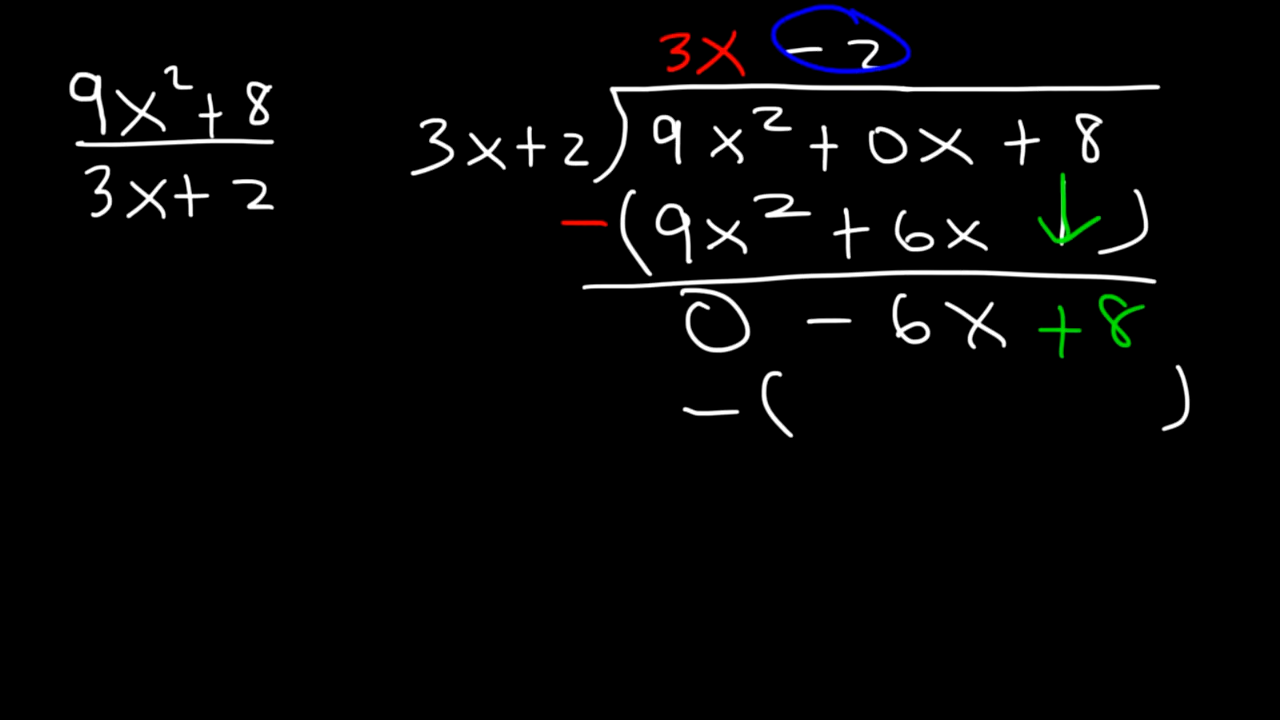 3x - 2
9x² + 8
3x + 2
3x + 2 ) 9x² + 0x + 8
- ( 9x² + 6x ↓ )
0 - 6x + 8
- ( )